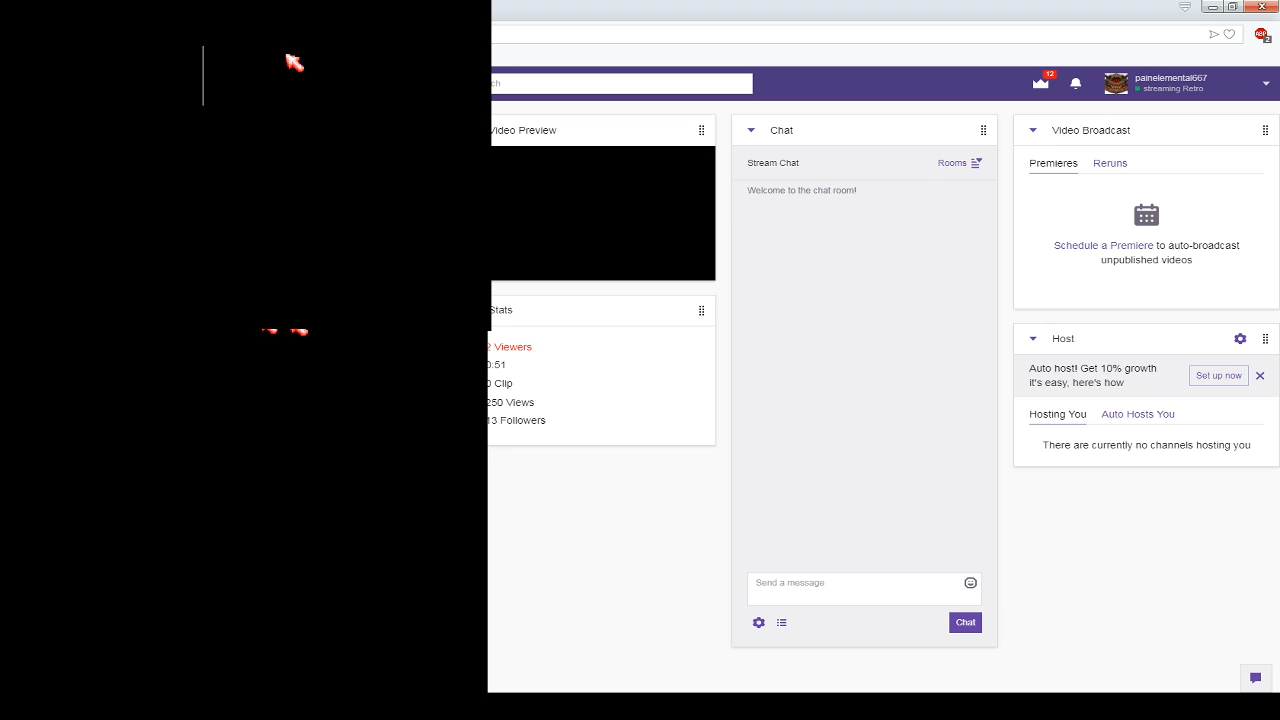 ch
12
painelemental667
streaming Retro
ABP
2
Video Preview
Stats
2 Viewers
0:51
0 Clip
250 Views
13 Followers
Chat
Stream Chat
Rooms
Welcome to the chat room!
Send a message
Chat
Video Broadcast
Premieres
Reruns
Schedule a Premiere to auto-broadcast
unpublished videos
Host
Auto host! Get 10% growth
it's easy, here's how
Set up now
Hosting You
Auto Hosts You
There are currently no channels hosting you